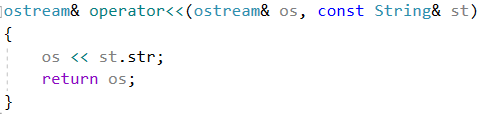 ostream& operator<<(ostream& os, const String& st)
{
    os << st.str;
    return os;
}